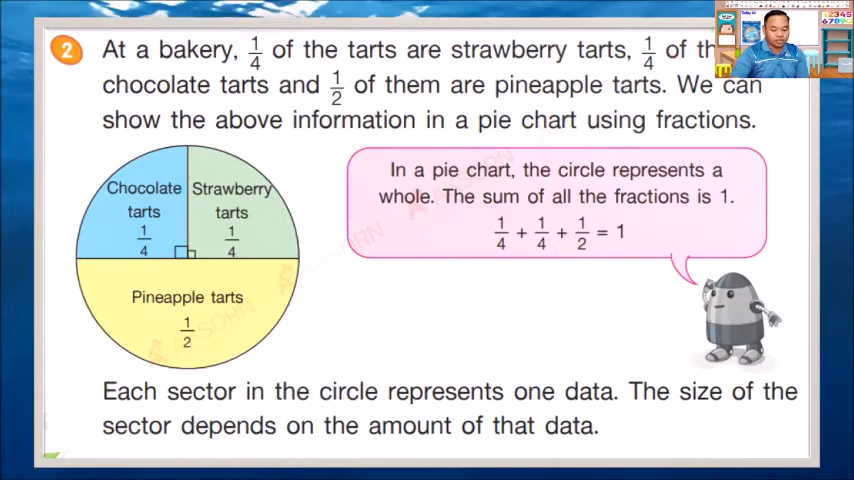 2 At a bakery, 1/4 of the tarts are strawberry tarts, 1/4 of th
chocolate tarts and 1/2 of them are pineapple tarts. We can
show the above information in a pie chart using fractions.
Chocolate
tarts
1/4
Strawberry
tarts
1/4
Pineapple tarts
1/2
In a pie chart, the circle represents a
whole. The sum of all the fractions is 1.
1/4 + 1/4 + 1/2 = 1
Each sector in the circle represents one data. The size of the
sector depends on the amount of that data.